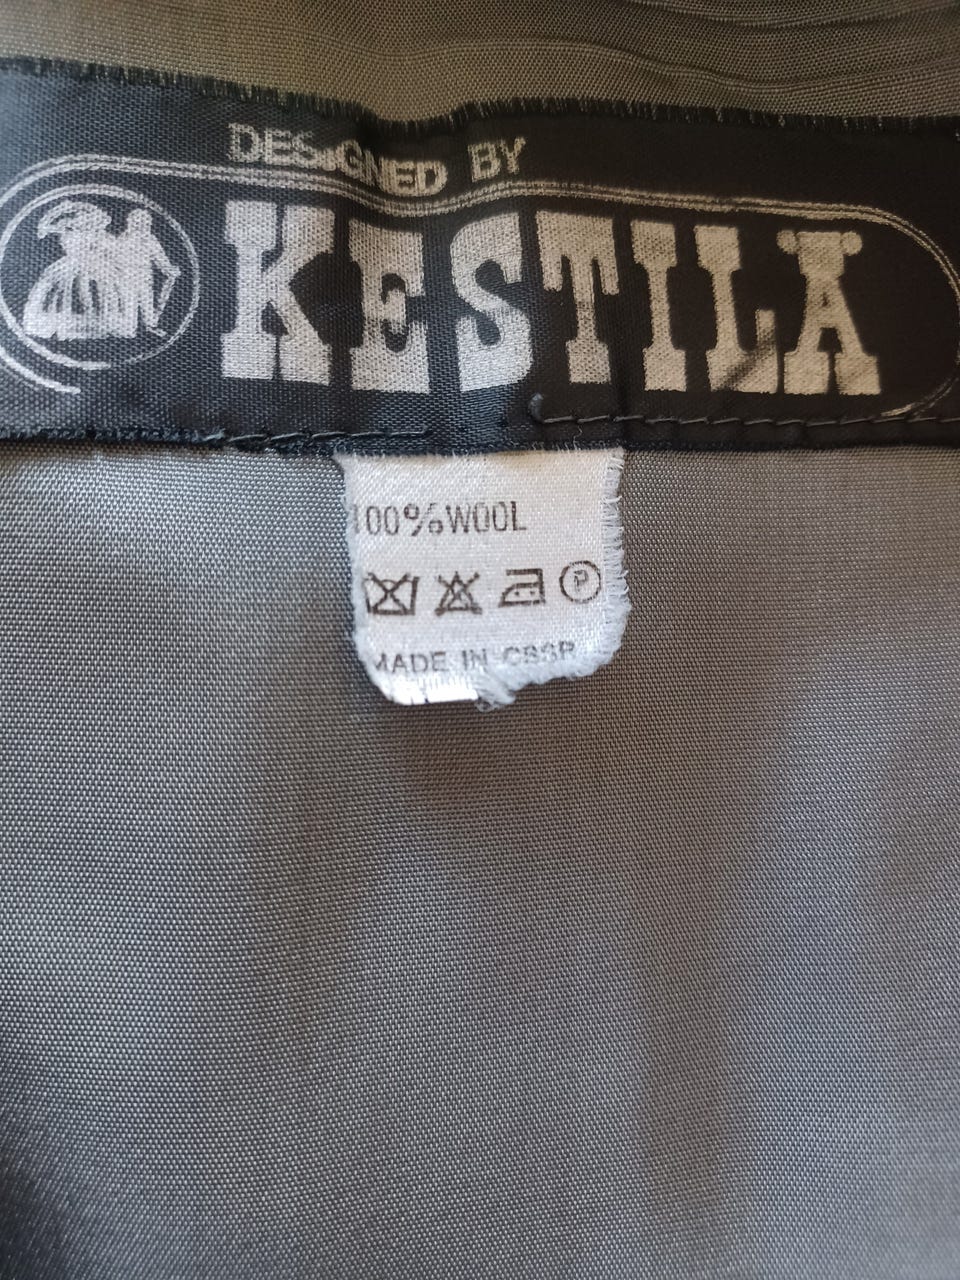 DESIGNED BY
KESTILA
100%WOOL
P
MADE IN CSSR